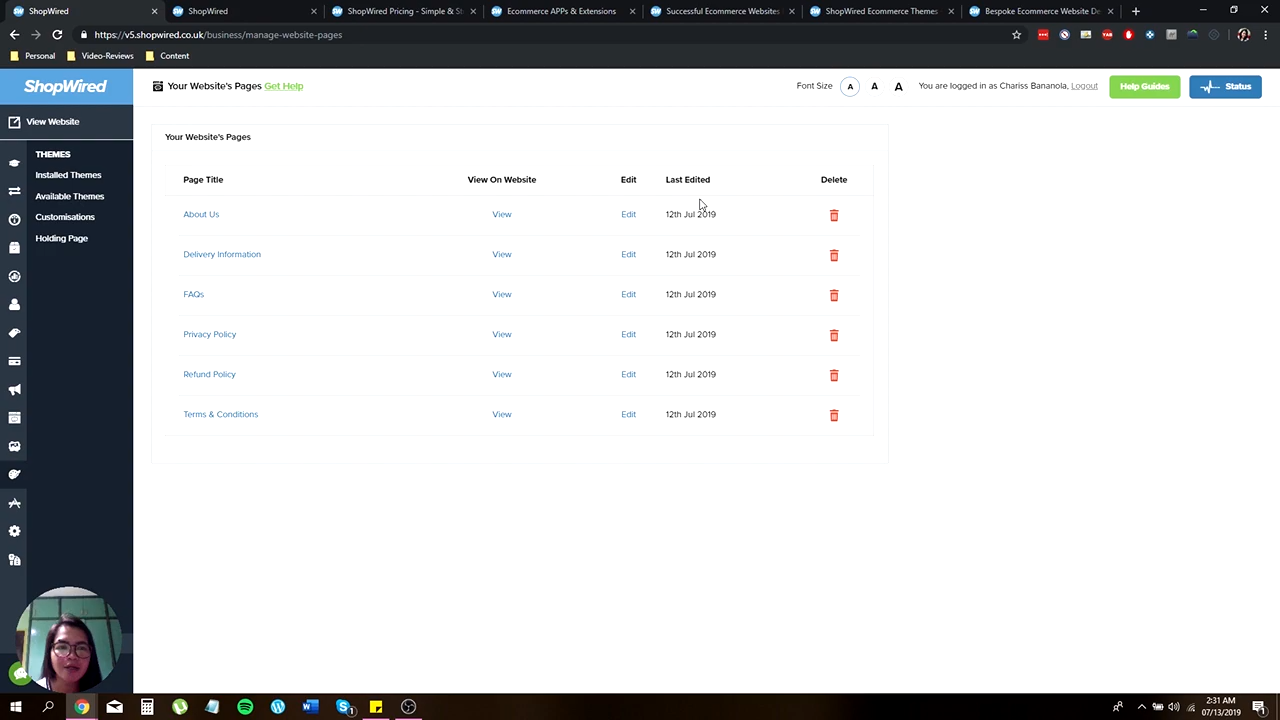 ShopWired
ShopWired
ShopWired Pricing - Simple & St
Ecommerce APPs & Extensions
Successful Ecommerce Websites
ShopWired Ecommerce Themes
Bespoke Ecommerce Website De
https://v5.shopwired.co.uk/business/manage-website-pages
Personal
Video-Reviews
Content
ShopWired
Your Website's Pages Get Help
Font Size A A A
You are logged in as Chariss Bananola, Logout
Help Guides
Status
View Website
THEMES
Installed Themes
Available Themes
Customisations
Holding Page
Your Website's Pages
Page Title View On Website Edit Last Edited Delete
About Us View Edit 12th Jul 2019
Delivery Information View Edit 12th Jul 2019
FAQs View Edit 12th Jul 2019
Privacy Policy View Edit 12th Jul 2019
Refund Policy View Edit 12th Jul 2019
Terms & Conditions View Edit 12th Jul 2019
2:31 AM
07/13/2019